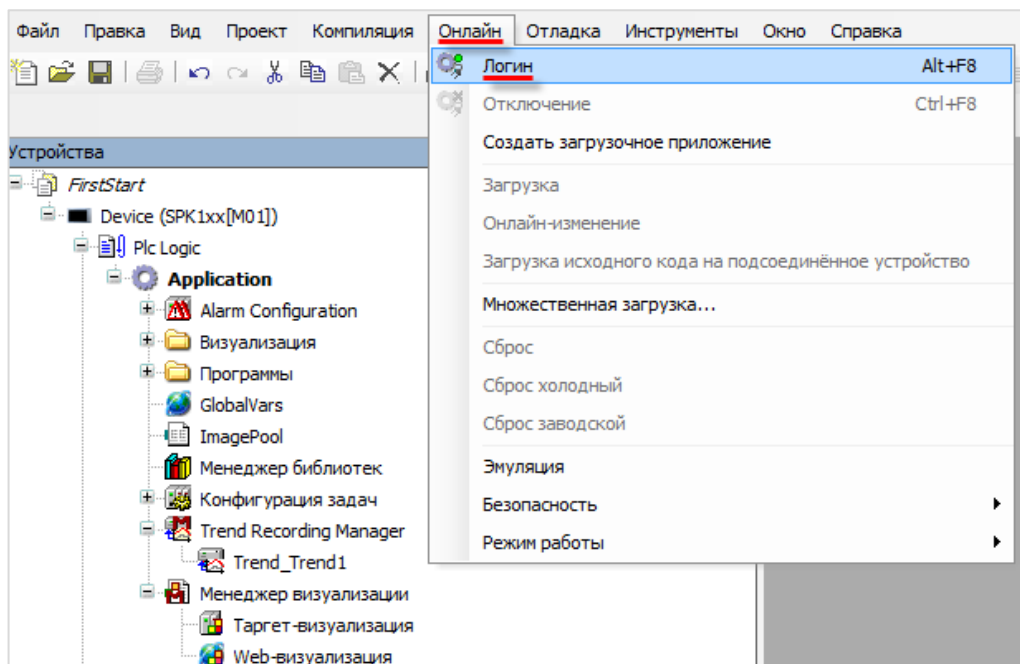 Файл Правка Вид Проект Компиляция Онлайн Отладка Инструменты Окно Справка
Логин Alt+F8
Отключение Ctrl+F8
Создать загрузочное приложение
Загрузка
Онлайн-изменение
Загрузка исходного кода на подсоединённое устройство
Множественная загрузка...
Сброс
Сброс холодный
Сброс заводской
Эмуляция
Безопасность
Режим работы
Устройства
FirstStart
Device (SPK1xx[M01])
Plc Logic
Application
Alarm Configuration
Визуализация
Программы
GlobalVars
ImagePool
Менеджер библиотек
Конфигурация задач
Trend Recording Manager
Trend_Trend1
Менеджер визуализации
Таргет-визуализация
Web-визуализация